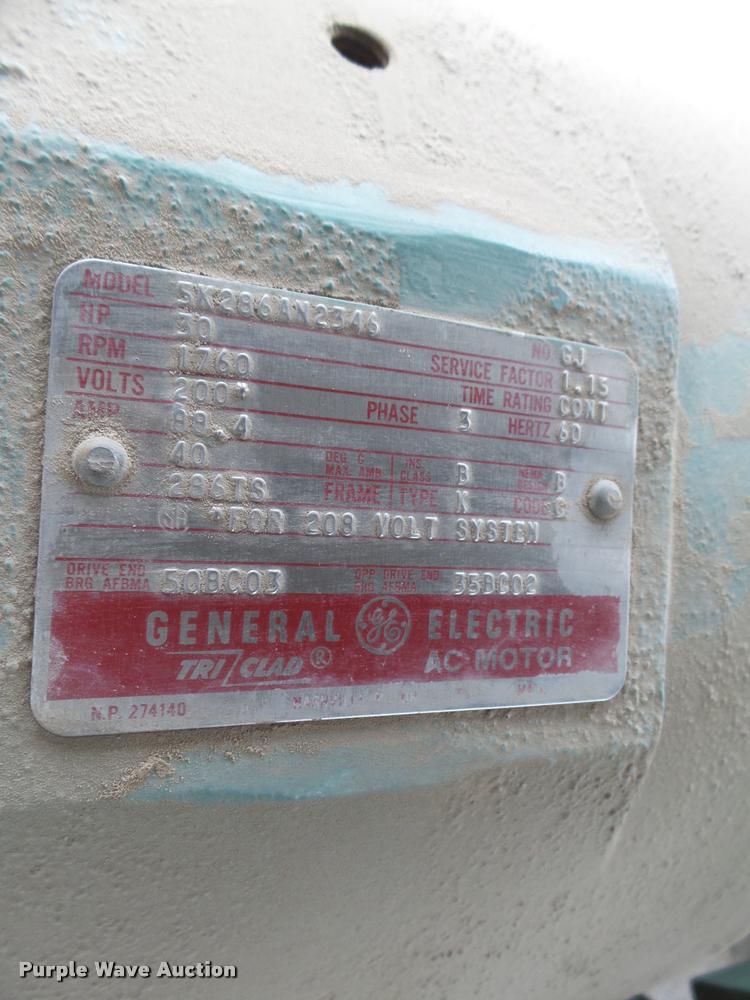 MODEL 5K286AN2346
HP 30 NO. GJ
RPM 1760 SERVICE FACTOR 1.15
VOLTS 200* TIME RATING CONT
AMP 88.4 PHASE 3 HERTZ 60
40 DEG C MAX. AMB. INS. CLASS B NEMA DESIGN B
286TS FRAME TYPE K CODE G
*FOR 208 VOLT SYSTEM
DRIVE END BRG AFBMA 50BC03 OPP DRIVE END BRG AFBMA 35BC02
GENERAL GE ELECTRIC
TRI CLAD ® AC MOTOR
N.P. 274140
Purple Wave Auction